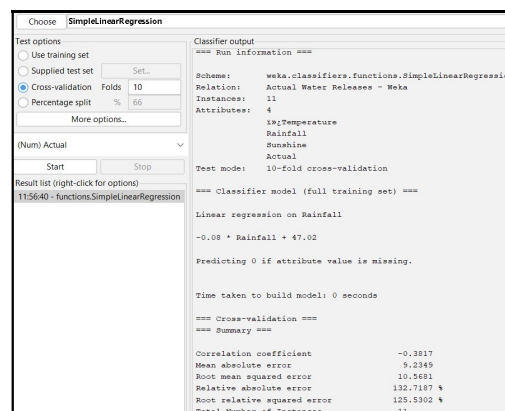 Choose SimpleLinearRegression
Test options
Use training set
Supplied test set Set...
Cross-validation Folds 10
Percentage split % 66
More options...
(Num) Actual
Start Stop
Result list (right-click for options)
11:56:40 - functions.SimpleLinearRegression
Classifier output
=== Run information ===
Scheme: weka.classifiers.functions.SimpleLinearRegressio
Relation: Actual Water Releases - Weka
Instances: 11
Attributes: 4
ï»¿Temperature
Rainfall
Sunshine
Actual
Test mode: 10-fold cross-validation
=== Classifier model (full training set) ===
Linear regression on Rainfall
-0.08 * Rainfall + 47.02
Predicting 0 if attribute value is missing.
Time taken to build model: 0 seconds
=== Cross-validation ===
=== Summary ===
Correlation coefficient -0.3817
Mean absolute error 9.2349
Root mean squared error 10.5681
Relative absolute error 132.7187 %
Root relative squared error 125.5302 %
Total Number of Instances 11